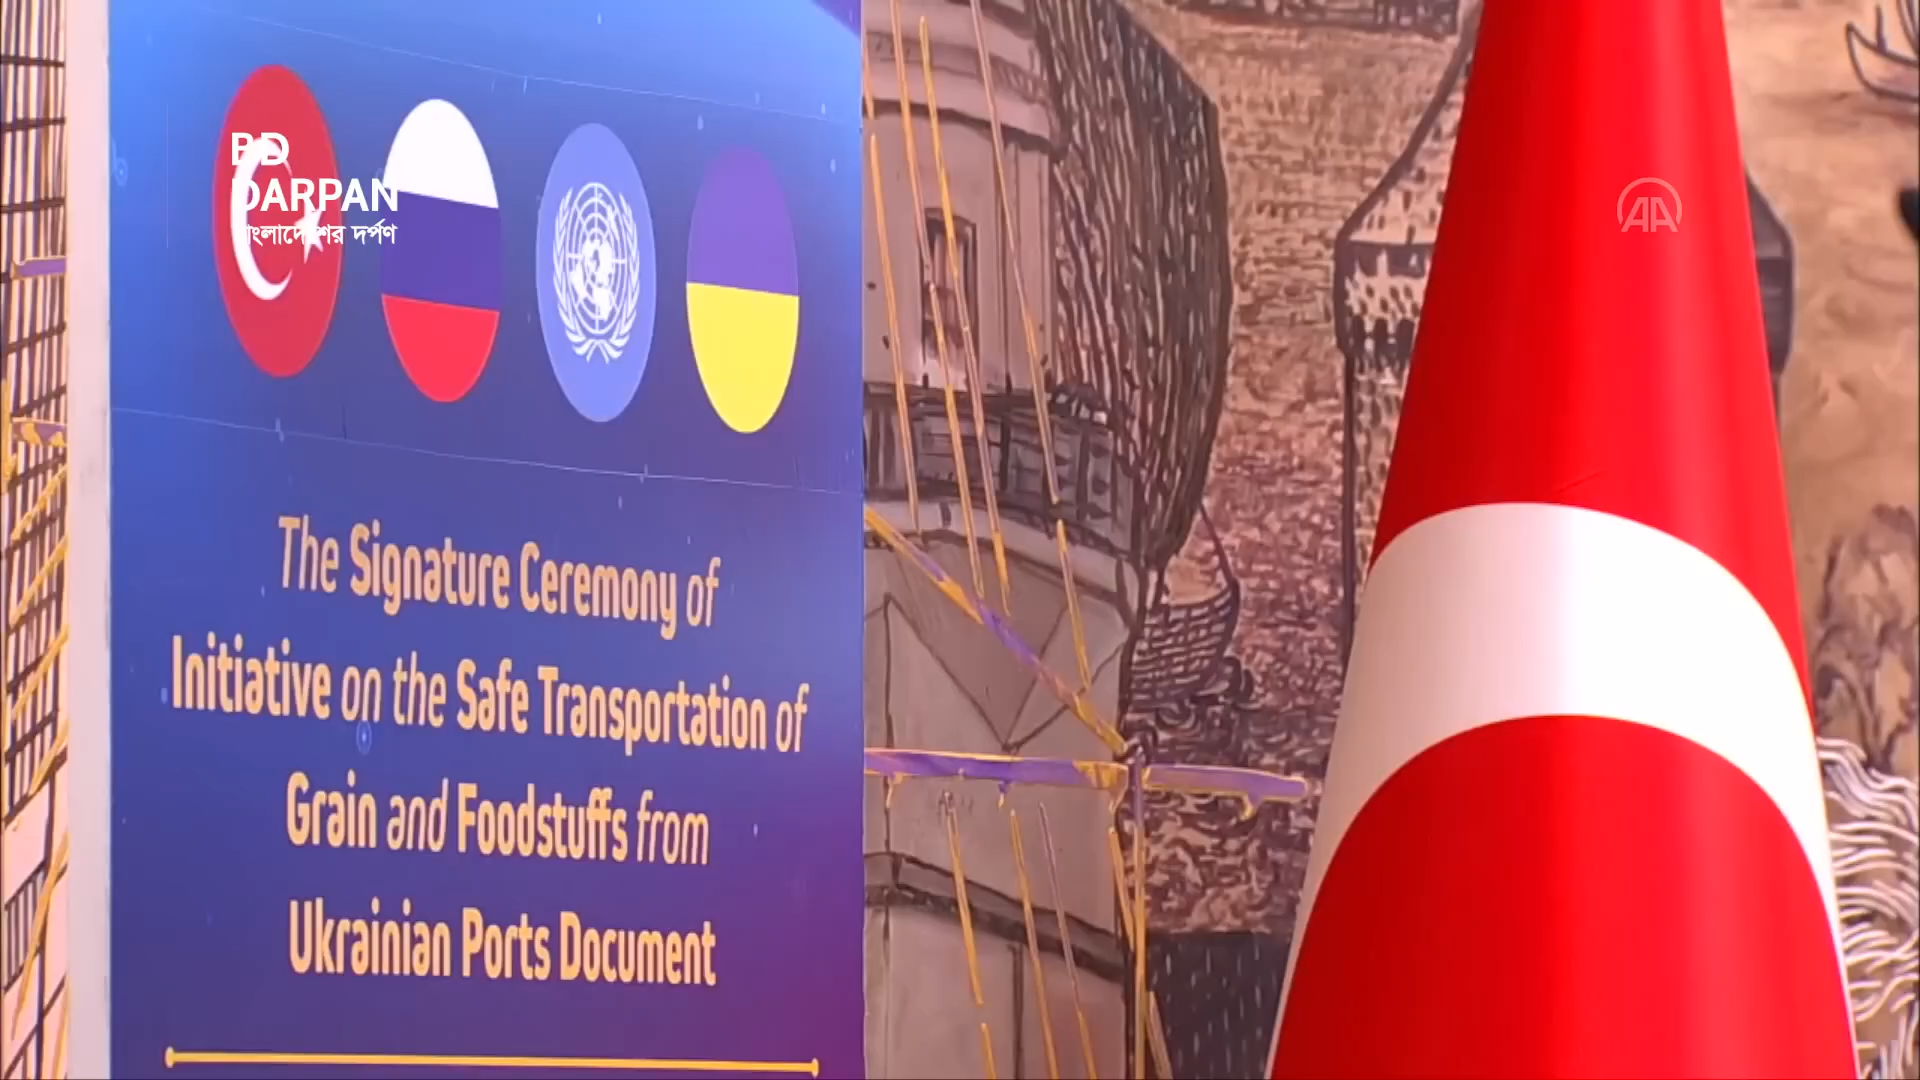 BD
DARPAN
বাংলাদেশের দর্পণ
AA
The Signature Ceremony of
Initiative on the Safe Transportation of
Grain and Foodstuffs from
Ukrainian Ports Document